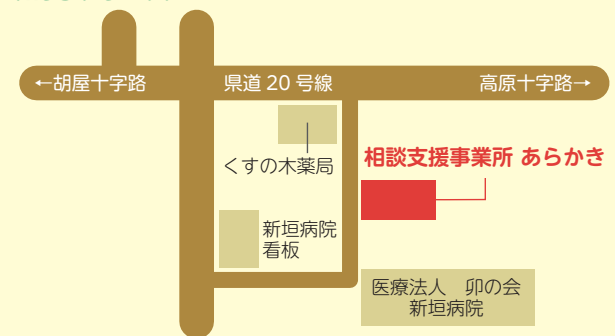 ←胡屋十字路
県道 20 号線
高原十字路→
くすの木薬局
相談支援事業所 あらかき
新垣病院
看板
医療法人　卯の会
新垣病院